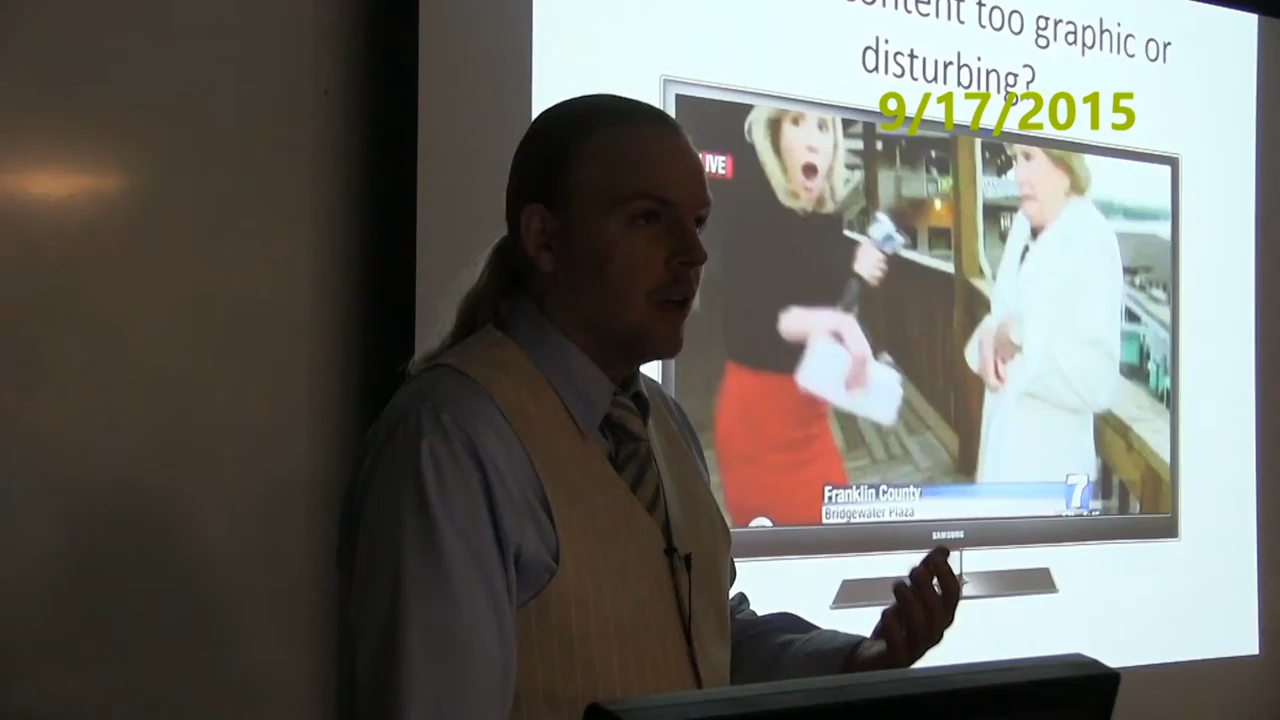 content too graphic or
disturbing?
9/17/2015
LIVE
Franklin County
7
Bridgewater Plaza
SAMSUNG